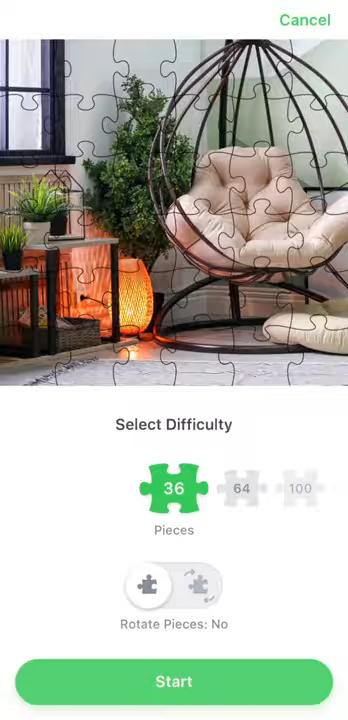 Cancel
Select Difficulty
36
64
100
Pieces
Rotate Pieces: No
Start